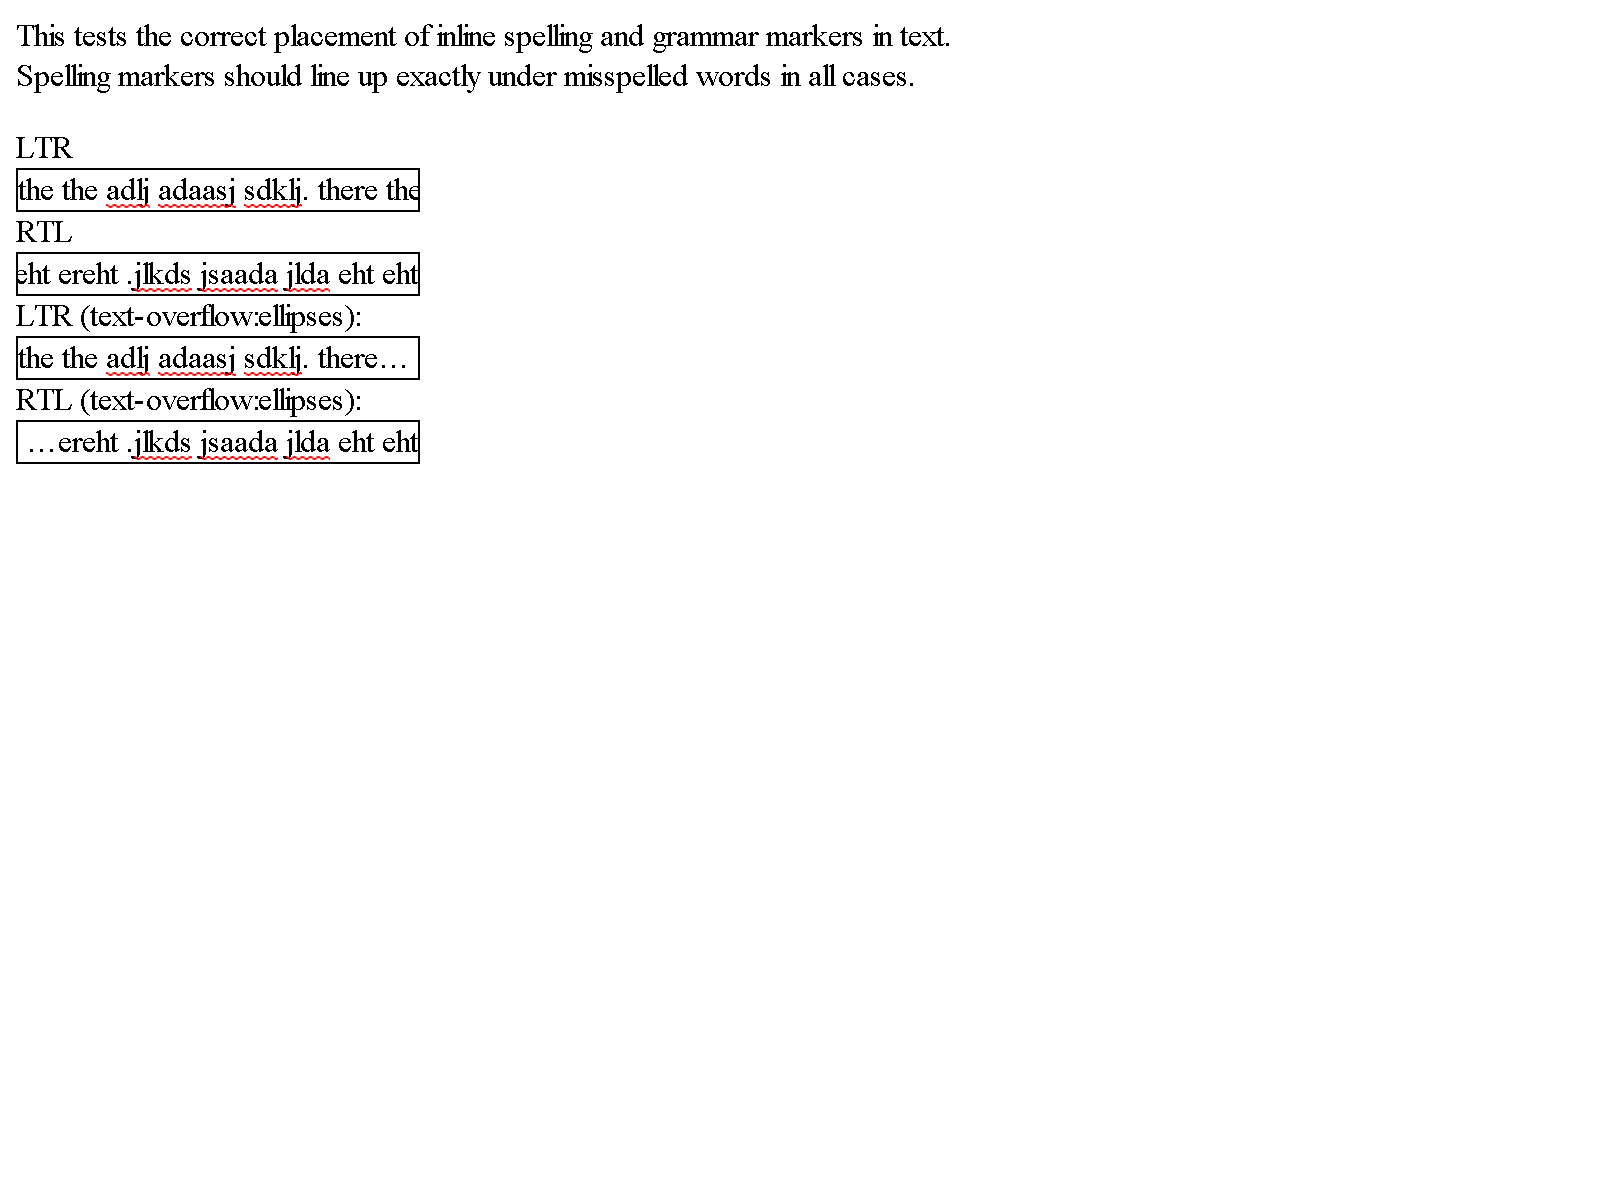 This tests the correct placement of inline spelling and grammar markers in text.
Spelling markers should line up exactly under misspelled words in all cases.
LTR
the the adlj adaasj sdklj. there the
RTL
eht ereht .jlkds jsaada jlda eht eht
LTR (text-overflow:ellipses):
the the adlj adaasj sdklj. there…
RTL (text-overflow:ellipses):
…ereht .jlkds jsaada jlda eht eht